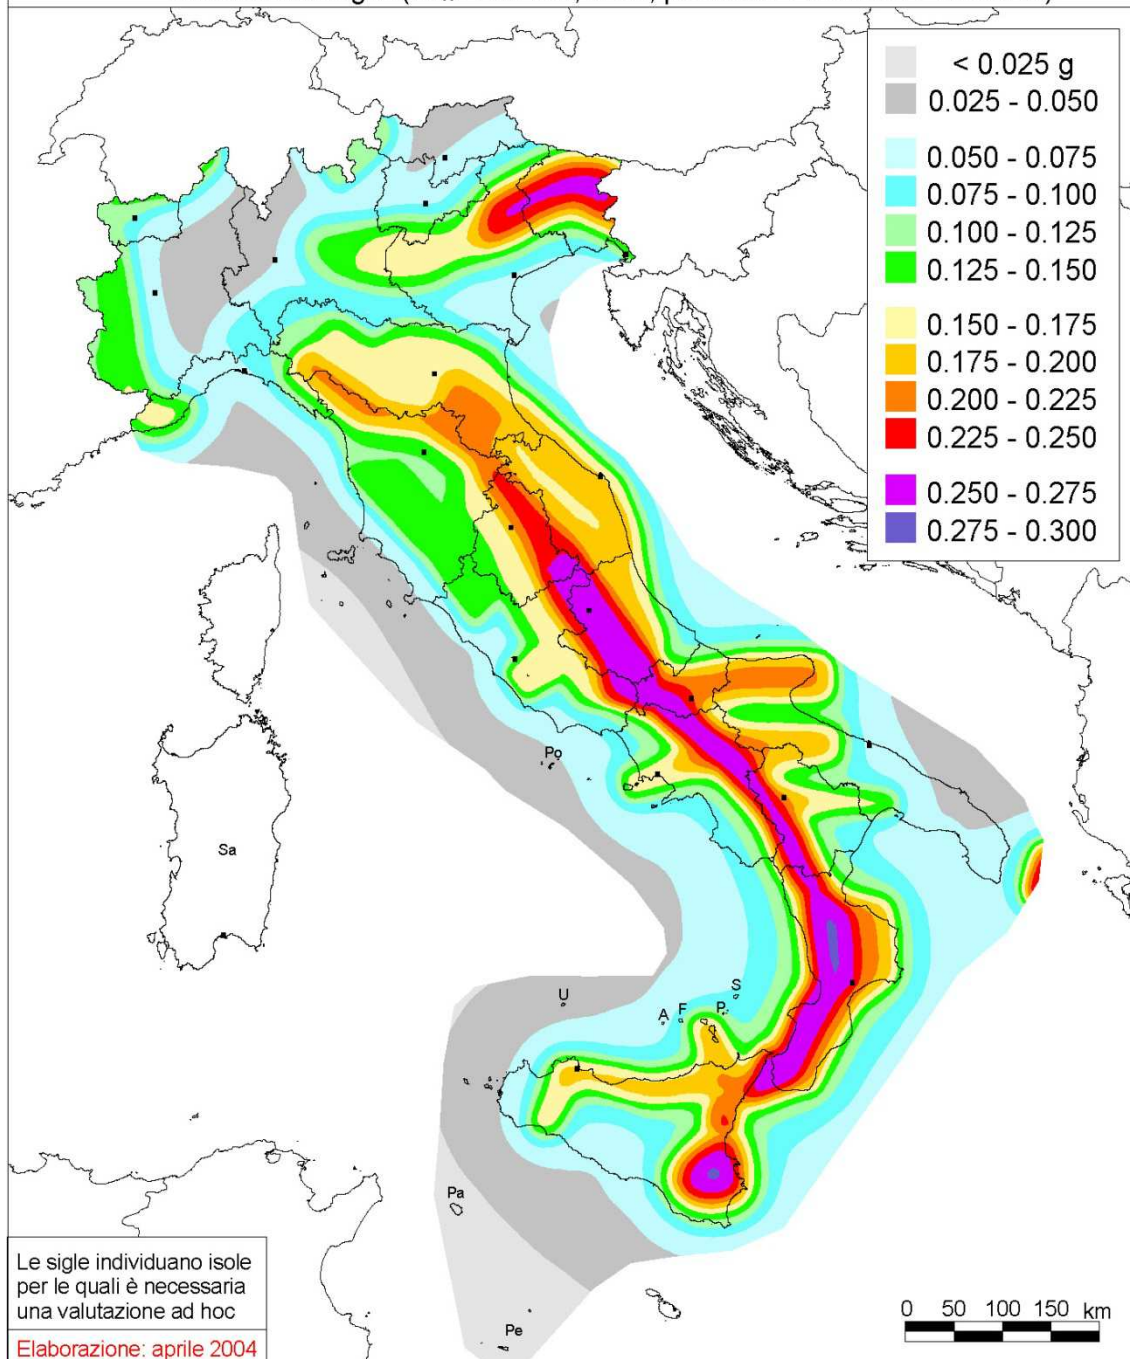 < 0.025 g
0.025 - 0.050
0.050 - 0.075
0.075 - 0.100
0.100 - 0.125
0.125 - 0.150
0.150 - 0.175
0.175 - 0.200
0.200 - 0.225
0.225 - 0.250
0.250 - 0.275
0.275 - 0.300
Po
Sa
U
A
F
P
S
Pa
Pe
Le sigle individuano isole
per le quali è necessaria
una valutazione ad hoc
Elaborazione: aprile 2004
0 50 100 150 km